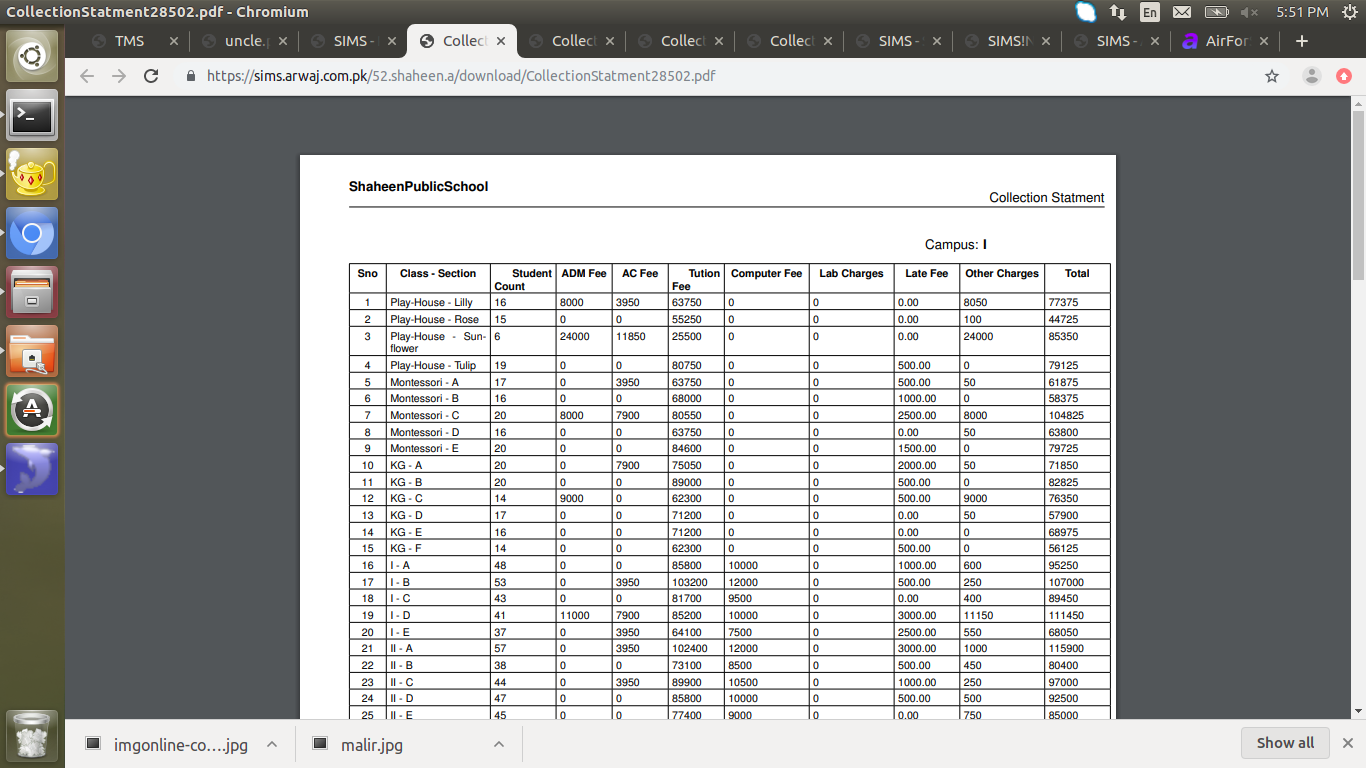 CollectionStatment28502.pdf - Chromium
En
5:51 PM
TMS
uncle.
SIMS -
Collec
Collec
Collec
Collec
SIMS -
SIMS!N
SIMS -
AirFor
https://sims.arwaj.com.pk/52.shaheen.a/download/CollectionStatment28502.pdf
ShaheenPublicSchool
Collection Statment
Campus: I
Sno Class - Section Student Count ADM Fee AC Fee Tution Fee Computer Fee Lab Charges Late Fee Other Charges Total
1 Play-House - Lilly 16 8000 3950 63750 0 0 0.00 8050 77375
2 Play-House - Rose 15 0 0 55250 0 0 0.00 100 44725
3 Play-House - Sun- 6 24000 11850 25500 0 0 0.00 24000 85350
flower
4 Play-House - Tulip 19 0 0 80750 0 0 500.00 0 79125
5 Montessori - A 17 0 3950 63750 0 0 500.00 50 61875
6 Montessori - B 16 0 0 68000 0 0 1000.00 0 58375
7 Montessori - C 20 8000 7900 80550 0 0 2500.00 8000 104825
8 Montessori - D 16 0 0 63750 0 0 0.00 50 63800
9 Montessori - E 20 0 0 84600 0 0 1500.00 0 79725
10 KG - A 20 0 7900 75050 0 0 2000.00 50 71850
11 KG - B 20 0 0 89000 0 0 500.00 0 82825
12 KG - C 14 9000 0 62300 0 0 500.00 9000 76350
13 KG - D 17 0 0 71200 0 0 0.00 50 57900
14 KG - E 16 0 0 71200 0 0 0.00 0 68975
15 KG - F 14 0 0 62300 0 0 500.00 0 56125
16 I - A 48 0 0 85800 10000 0 1000.00 600 95250
17 I - B 53 0 3950 103200 12000 0 500.00 250 107000
18 I - C 43 0 0 81700 9500 0 0.00 400 89450
19 I - D 41 11000 7900 85200 10000 0 3000.00 11150 111450
20 I - E 37 0 3950 64100 7500 0 2500.00 550 68050
21 II - A 57 0 3950 102400 12000 0 3000.00 1000 115900
22 II - B 38 0 0 73100 8500 0 500.00 450 80400
23 II - C 44 0 3950 89900 10500 0 1000.00 250 97000
24 II - D 47 0 0 85800 10000 0 500.00 500 92500
25 II - E 45 0 0 77400 9000 0 0.00 750 85000
imgonline-co....jpg
malir.jpg
Show all